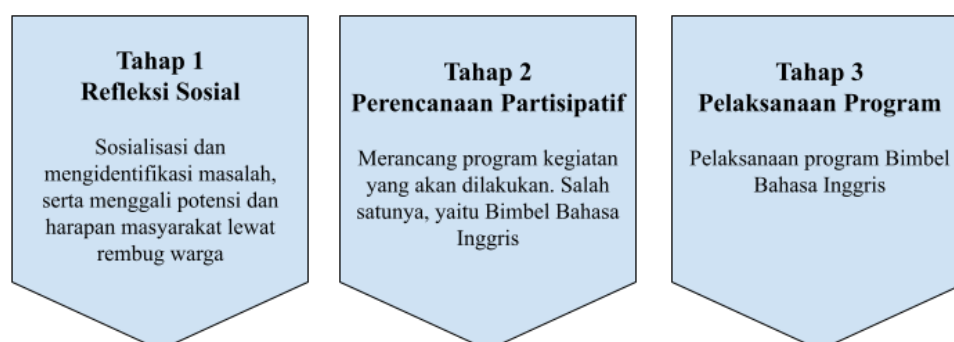 Tahap 1
Refleksi Sosial
Sosialisasi dan
mengidentifikasi masalah,
serta menggali potensi dan
harapan masyarakat lewat
rembug warga
Tahap 2
Perencanaan Partisipatif
Merancang program kegiatan
yang akan dilakukan. Salah
satunya, yaitu Bimbel Bahasa
Inggris
Tahap 3
Pelaksanaan Program
Pelaksanaan program Bimbel
Bahasa Inggris